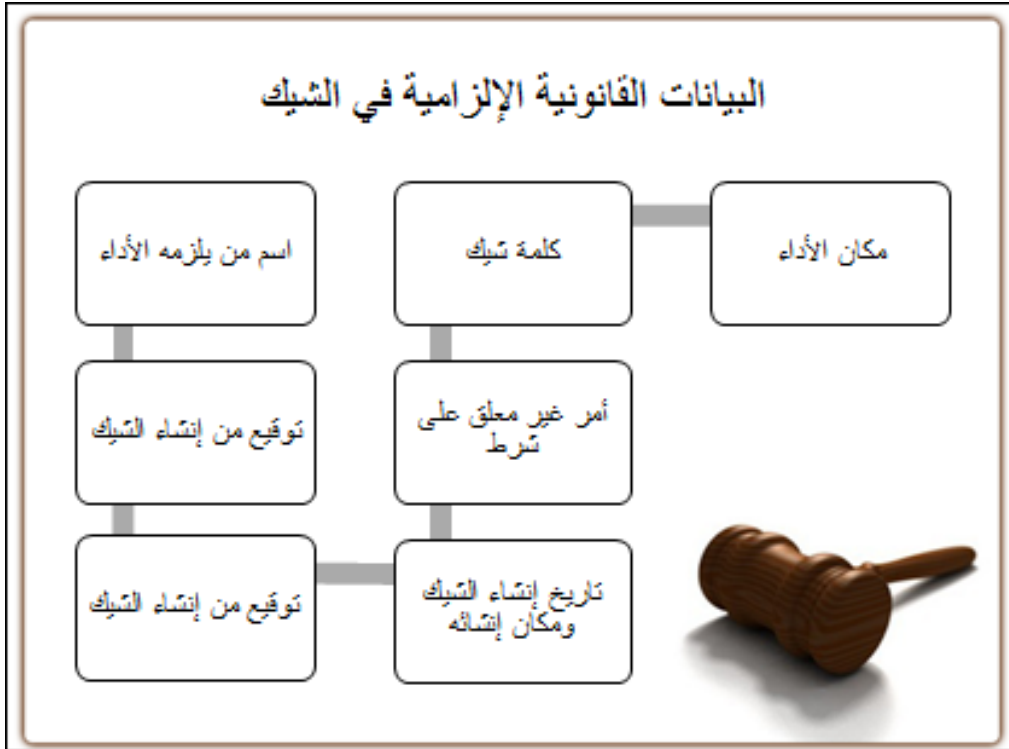 البيانات القانونية الإلزامية في الشيك
مكان الأداء
كلمة شيك
أمر غير معلق على
شرط
تاريخ إنشاء الشيك
ومكان إنشائه
توقيع من إنشاء الشيك
توقيع من إنشاء الشيك
اسم من يلزمه الأداء